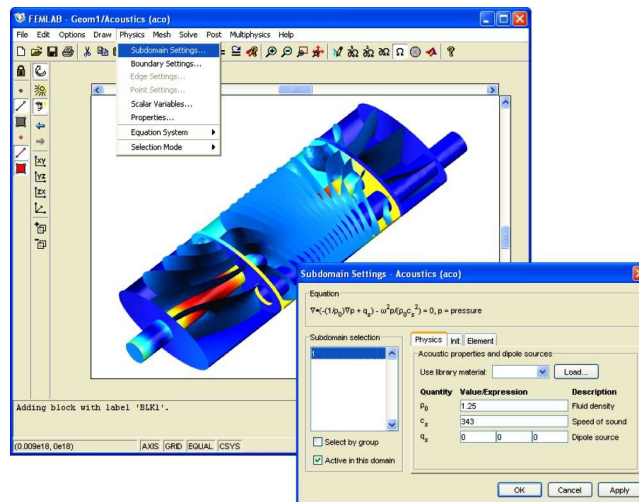 FEMLAB - Geom1/Acoustics (aco)
File Edit Options Draw Physics Mesh Solve Post Multiphysics Help
Subdomain Settings...
Boundary Settings...
Edge Settings...
Point Settings...
Scalar Variables...
Properties...
Equation System
Selection Mode
Adding block with label 'BLK1'.
(0.009e18, 0e18) AXIS GRID EQUAL CSYS
Subdomain Settings - Acoustics (aco)
Equation
∇•(-(1/ρ₀)∇p + qₛ) - ω²p/(ρ₀cₛ²) = 0, p = pressure
Subdomain selection
1
Select by group
Active in this domain
Physics Init Element
Acoustic properties and dipole sources
Use library material: Load...
Quantity Value/Expression Description
ρ₀ 1.25 Fluid density
cₛ 343 Speed of sound
qₛ 0 0 0 Dipole source
OK Cancel Apply